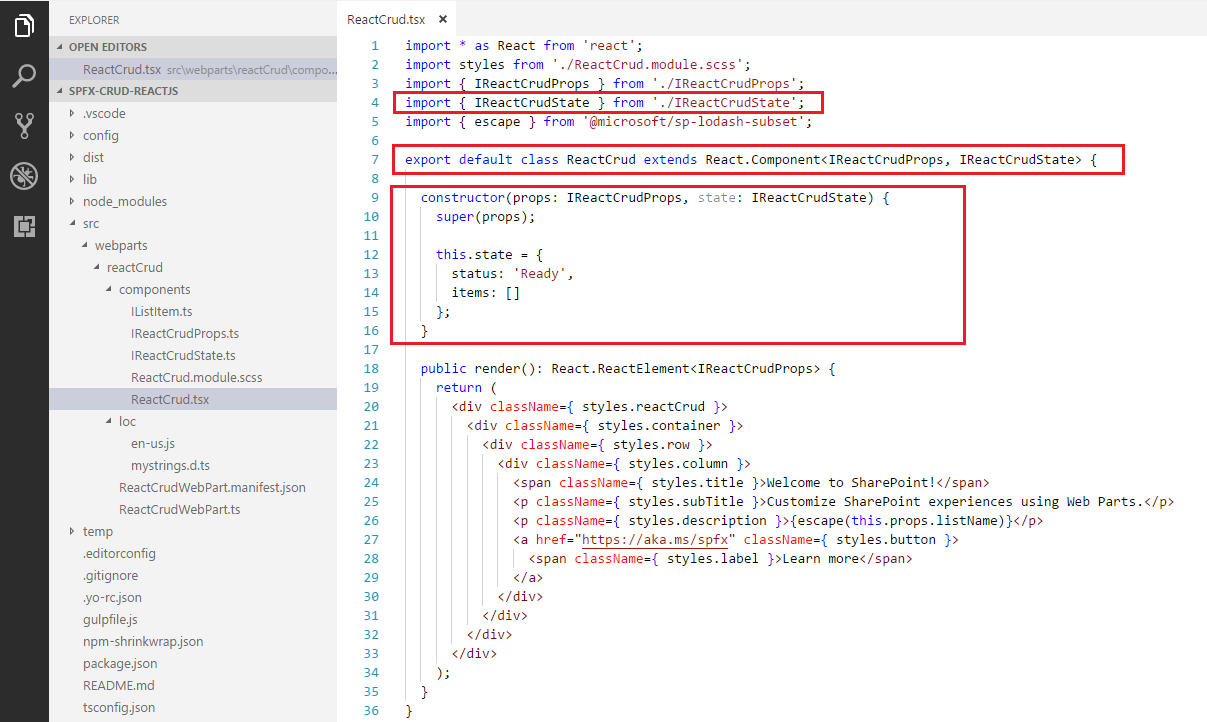 EXPLORER
OPEN EDITORS
ReactCrud.tsx src\webparts\reactCrud\compo...
SPFX-CRUD-REACTJS
.vscode
config
dist
lib
node_modules
src
webparts
reactCrud
components
IListItem.ts
IReactCrudProps.ts
IReactCrudState.ts
ReactCrud.module.scss
ReactCrud.tsx
loc
en-us.js
mystrings.d.ts
ReactCrudWebPart.manifest.json
ReactCrudWebPart.ts
temp
.editorconfig
.gitignore
.yo-rc.json
gulpfile.js
npm-shrinkwrap.json
package.json
README.md
tsconfig.json
ReactCrud.tsx ×
1 import * as React from 'react';
2 import styles from './ReactCrud.module.scss';
3 import { IReactCrudProps } from './IReactCrudProps';
4 import { IReactCrudState } from './IReactCrudState';
5 import { escape } from '@microsoft/sp-lodash-subset';
6
7 export default class ReactCrud extends React.Component<IReactCrudProps, IReactCrudState> {
8
9   constructor(props: IReactCrudProps, state: IReactCrudState) {
10     super(props);
11
12     this.state = {
13       status: 'Ready',
14       items: []
15     };
16   }
17
18   public render(): React.ReactElement<IReactCrudProps> {
19     return (
20       <div className={ styles.reactCrud }>
21         <div className={ styles.container }>
22           <div className={ styles.row }>
23             <div className={ styles.column }>
24               <span className={ styles.title }>Welcome to SharePoint!</span>
25               <p className={ styles.subTitle }>Customize SharePoint experiences using Web Parts.</p>
26               <p className={ styles.description }>{escape(this.props.listName)}</p>
27               <a href="https://aka.ms/spfx" className={ styles.button }>
28                 <span className={ styles.label }>Learn more</span>
29               </a>
30             </div>
31           </div>
32         </div>
33       </div>
34     );
35   }
36 }